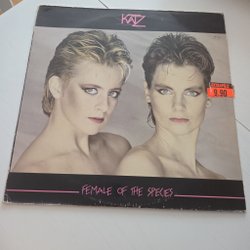 KATZ
9.90
FEMALE OF THE SPECIES